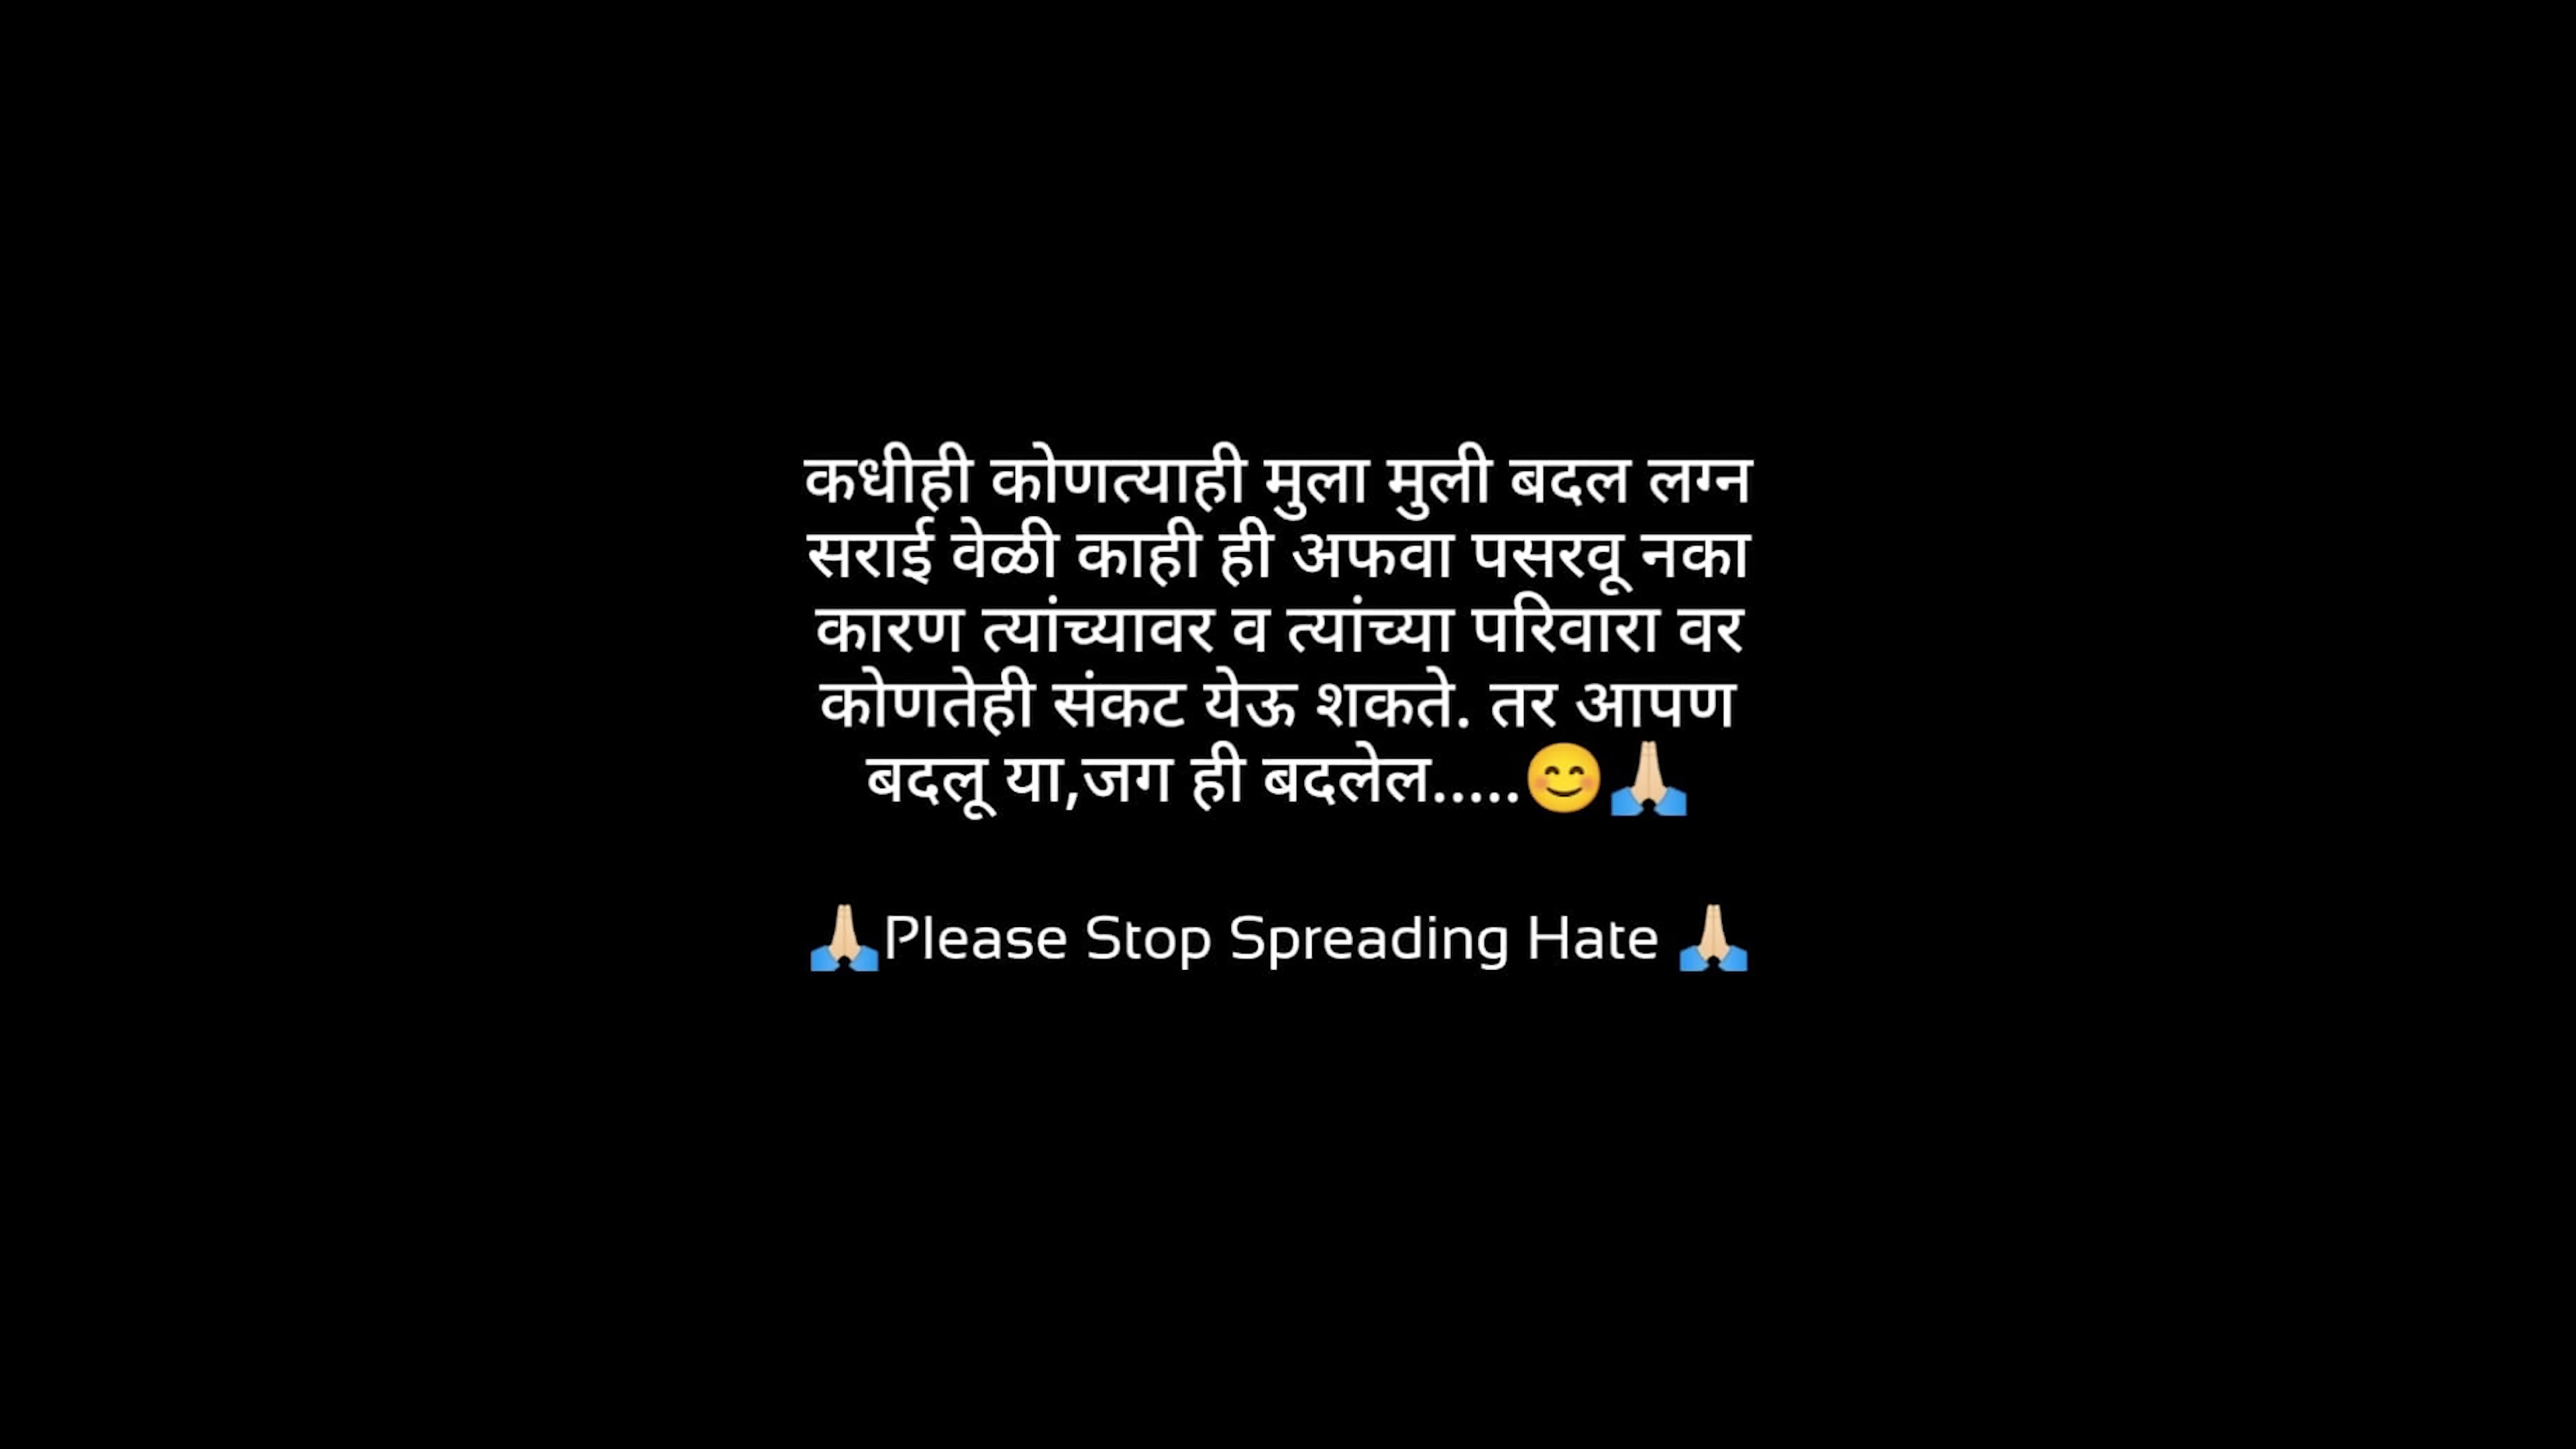 कधीही कोणत्याही मुला मुली बदल लग्न
सराई वेळी काही ही अफवा पसरवू नका
कारण त्यांच्यावर व त्यांच्या परिवारा वर
कोणतेही संकट येऊ शकते. तर आपण
बदलू या,जग ही बदलेल.....😊🙏🏻
🙏🏻Please Stop Spreading Hate 🙏🏻